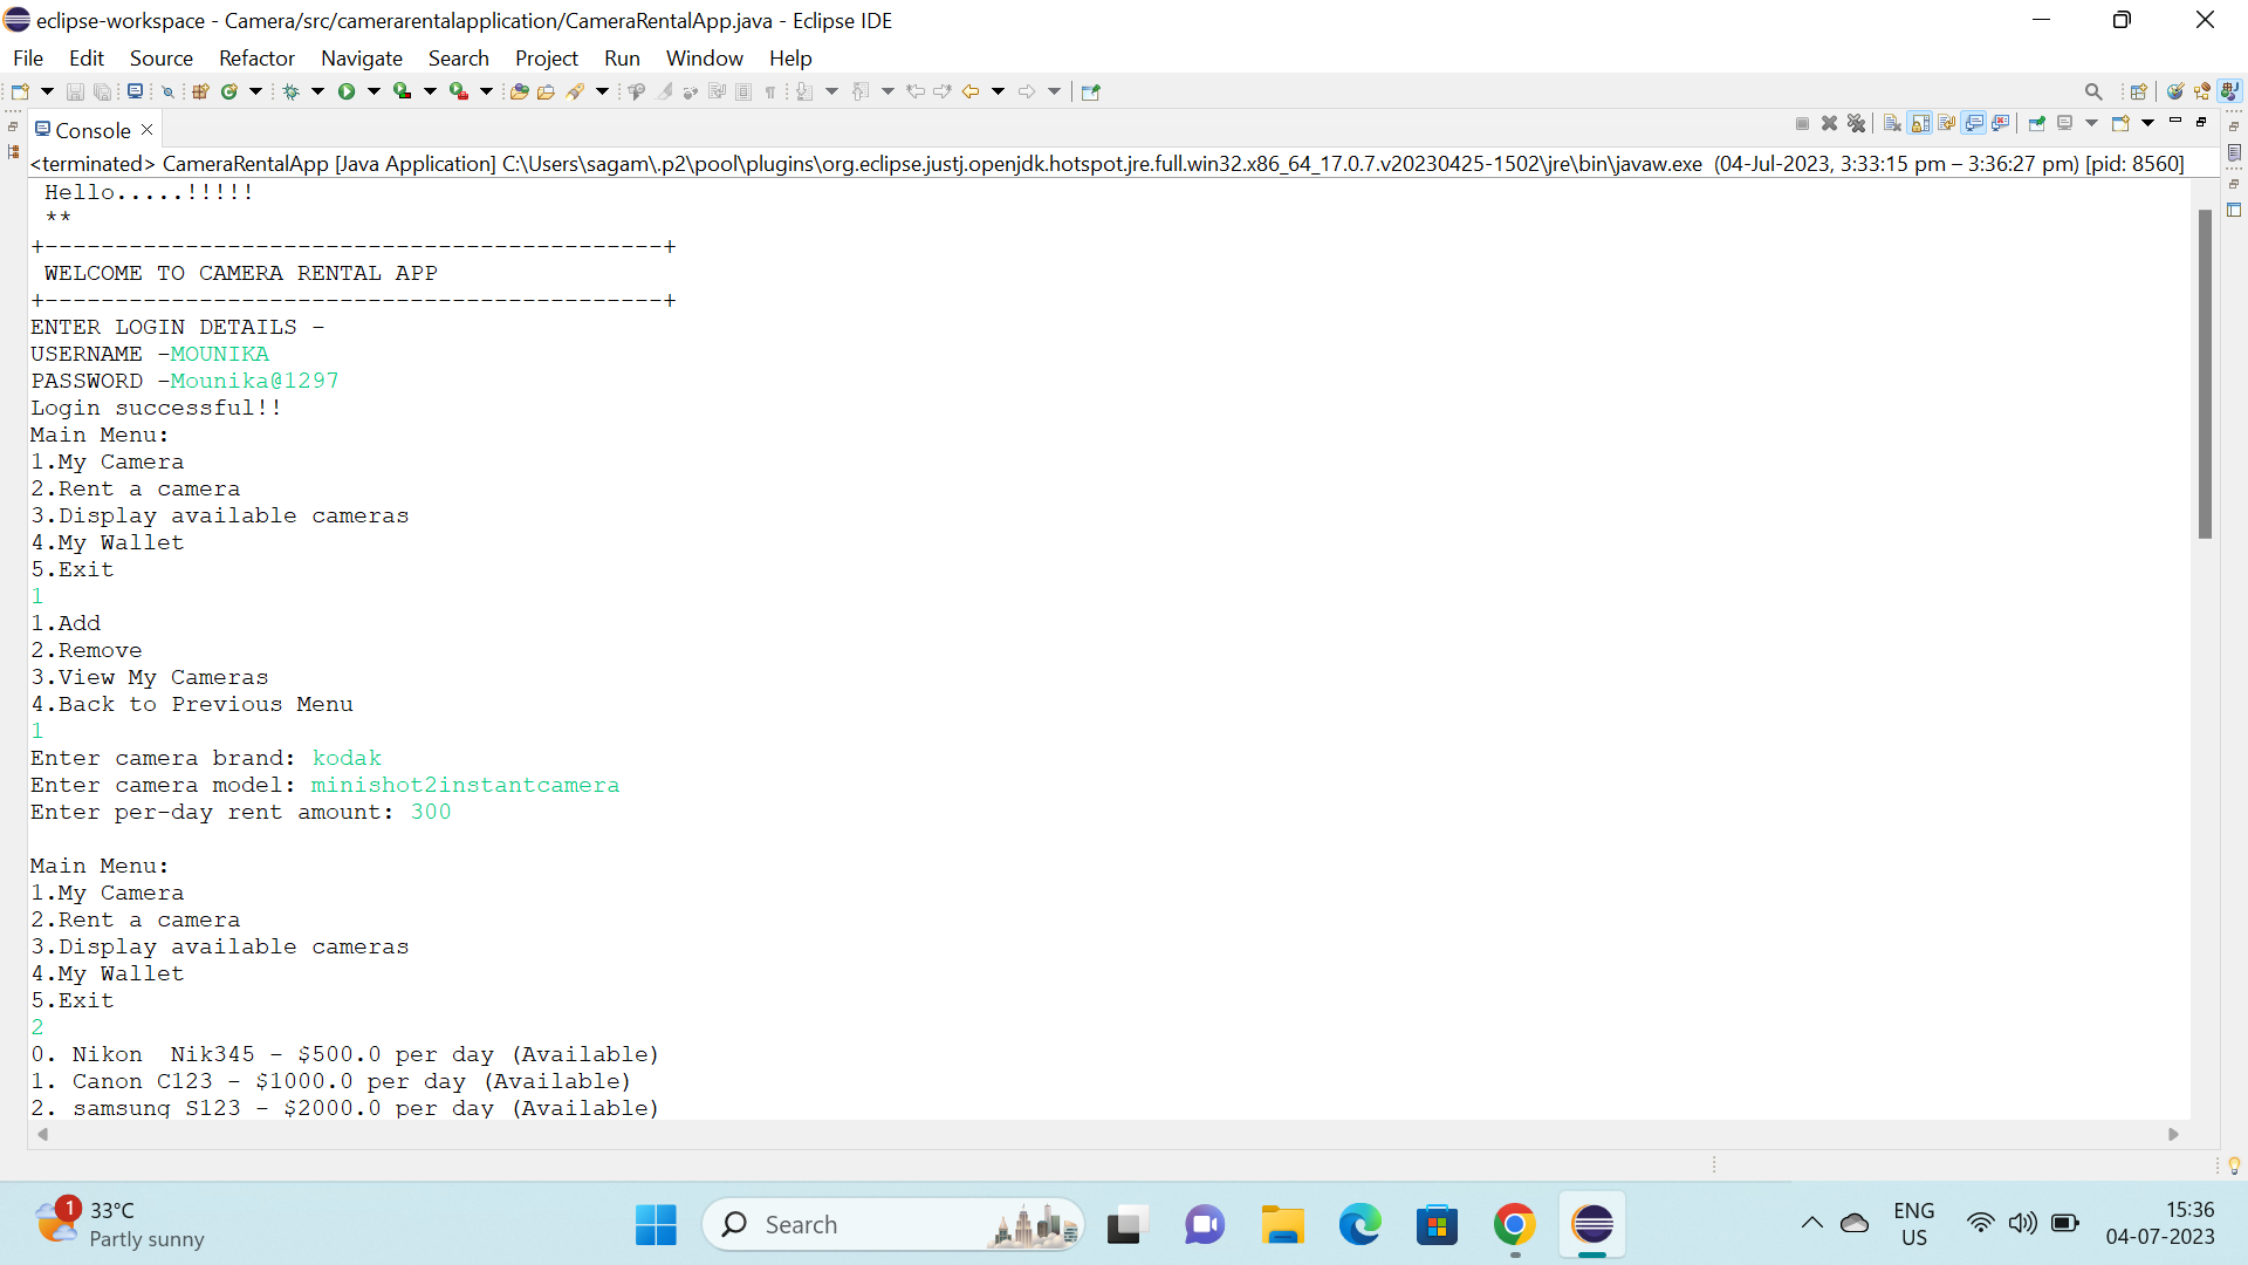 eclipse-workspace - Camera/src/camerarentalapplication/CameraRentalApp.java - Eclipse IDE
File Edit Source Refactor Navigate Search Project Run Window Help
Console
<terminated> CameraRentalApp [Java Application] C:\Users\sagam\.p2\pool\plugins\org.eclipse.justj.openjdk.hotspot.jre.full.win32.x86_64_17.0.7.v20230425-1502\jre\bin\javaw.exe (04-Jul-2023, 3:33:15 pm – 3:36:27 pm) [pid: 8560]
Hello.....!!!!!
**
+--------------------------------------------+
WELCOME TO CAMERA RENTAL APP
+--------------------------------------------+
ENTER LOGIN DETAILS -
USERNAME -MOUNIKA
PASSWORD -Mounika@1297
Login successful!!
Main Menu:
1.My Camera
2.Rent a camera
3.Display available cameras
4.My Wallet
5.Exit
1
1.Add
2.Remove
3.View My Cameras
4.Back to Previous Menu
1
Enter camera brand: kodak
Enter camera model: minishot2instantcamera
Enter per-day rent amount: 300
Main Menu:
1.My Camera
2.Rent a camera
3.Display available cameras
4.My Wallet
5.Exit
2
0. Nikon  Nik345 - $500.0 per day (Available)
1. Canon C123 - $1000.0 per day (Available)
2. samsung S123 - $2000.0 per day (Available)
1
33°C
Partly sunny
Search
ENG
US
15:36
04-07-2023